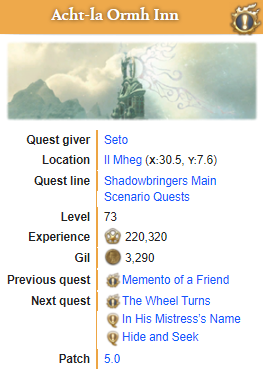 Acht-la Ormh Inn
Quest giver Seto
Location Il Mheg (X:30.5, Y:7.6)
Quest line Shadowbringers Main
Scenario Quests
Level 73
Experience 220,320
Gil 3,290
Previous quest Memento of a Friend
Next quest The Wheel Turns
In His Mistress's Name
Hide and Seek
Patch 5.0